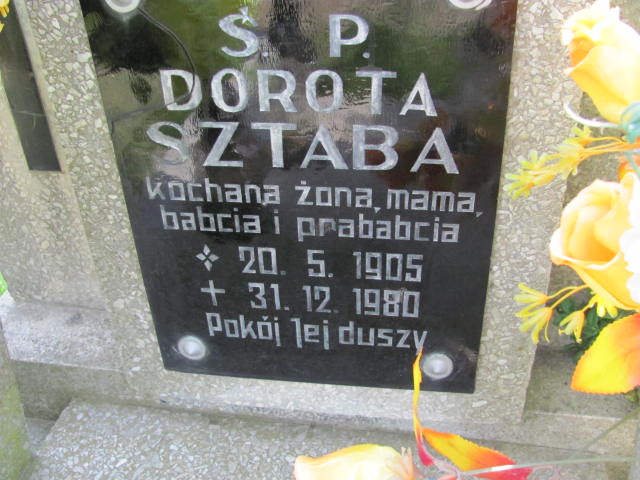 Ś. P.
DOROTA
SZTABA
kochana żona, mama,
babcia i prababcia
20. 5. 1905
+ 31. 12. 1980
Pokój Jej duszy